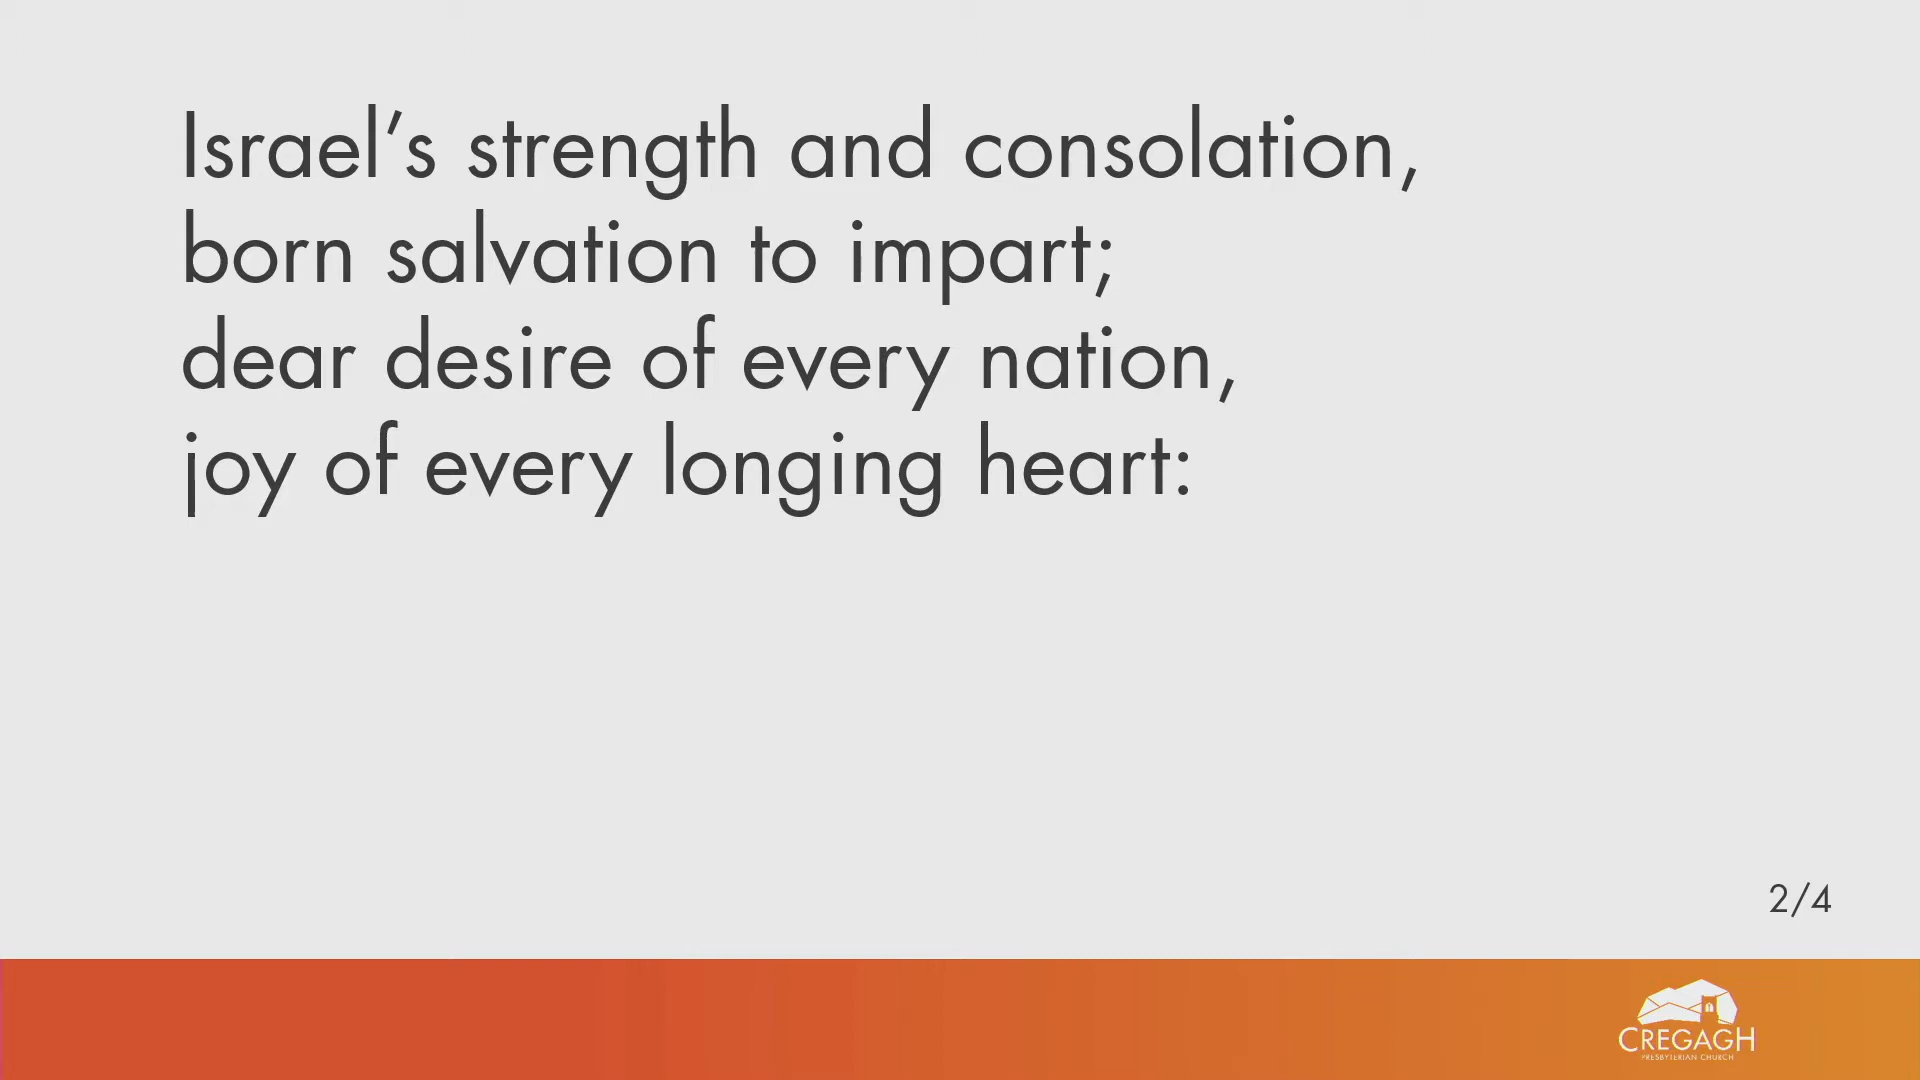 Israel’s strength and consolation,
born salvation to impart;
dear desire of every nation,
joy of every longing heart:
2/4
CREGAGH
PRESBYTERIAN CHURCH